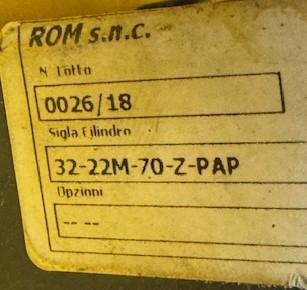 ROM s.n.c.
N Lotto
0026/18
Sigla Cilindro
32-22M-70-Z-PAP
Opzioni
-- --